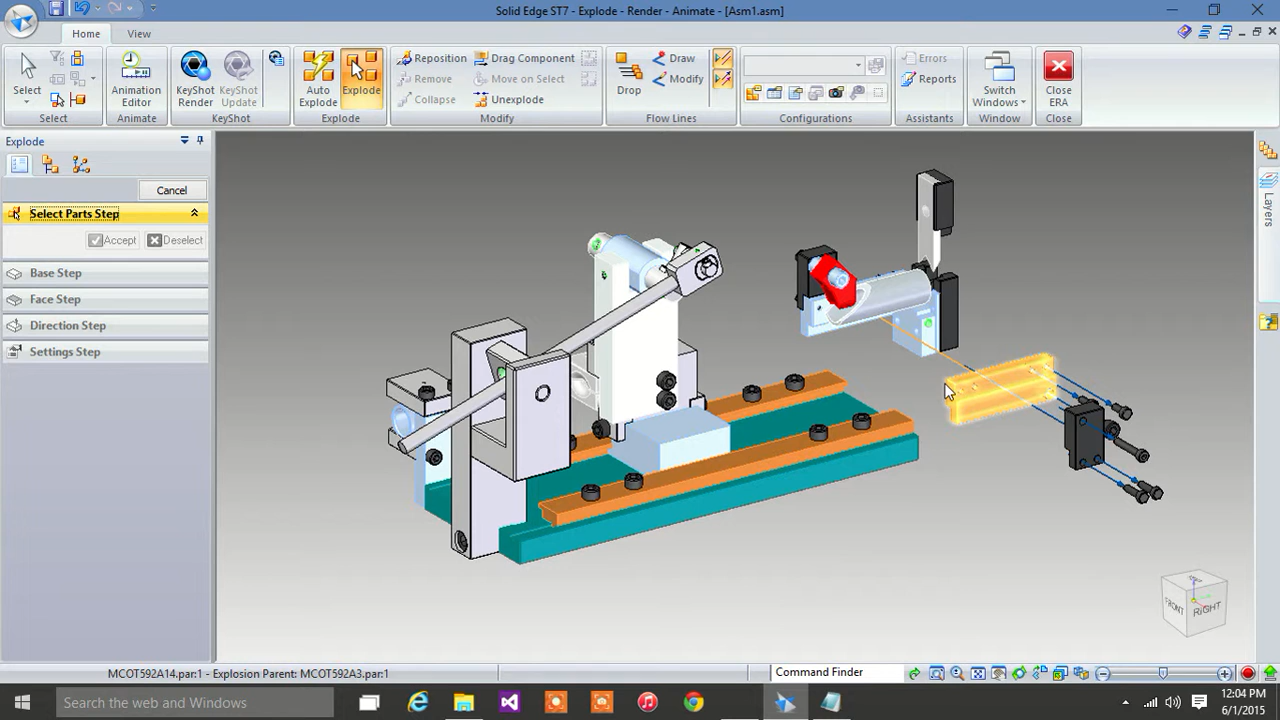 Solid Edge ST7 - Explode - Render - Animate - [Asm1.asm]
Home
View
Select
Animation Editor
KeyShot Render
KeyShot Update
Auto Explode
Explode
Reposition
Remove
Collapse
Drag Component
Move on Select
Unexplode
Drop
Draw
Modify
Errors
Reports
Switch Windows
Close ERA
Select
Animate
KeyShot
Explode
Modify
Flow Lines
Configurations
Assistants
Window
Close
Explode
Cancel
Select Parts Step
Accept
Deselect
Base Step
Face Step
Direction Step
Settings Step
Layers
FRONT
RIGHT
MCOT592A14.par:1 - Explosion Parent: MCOT592A3.par:1
Command Finder
Search the web and Windows
12:04 PM
6/1/2015